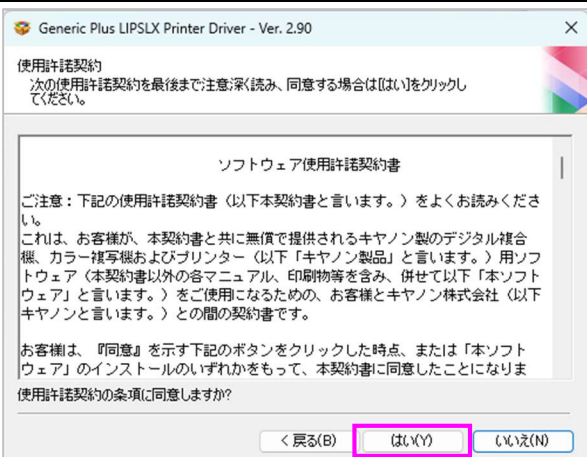 Generic Plus LIPSLX Printer Driver - Ver. 2.90
使用許諾契約
次の使用許諾契約を最後まで注意深く読み、同意する場合は[はい]をクリックし
てください。
ソフトウェア使用許諾契約書
ご注意：下記の使用許諾契約書（以下本契約書と言います。）をよくお読みくださ
い。
これは、お客様が、本契約書と共に無償で提供されるキヤノン製のデジタル複合
機、カラー複写機およびプリンター（以下「キヤノン製品」と言います。）用ソフ
トウェア（本契約書以外の各マニュアル、印刷物等を含み、併せて以下「本ソフト
ウェア」と言います。）をご使用になるための、お客様とキヤノン株式会社（以下
キヤノンと言います。）との間の契約書です。
お客様は、『同意』を示す下記のボタンをクリックした時点、または「本ソフト
ウェア」のインストールのいずれかをもって、本契約書に同意したことになりま
使用許諾契約の条項に同意しますか?
< 戻る(B)
はい(Y)
いいえ(N)